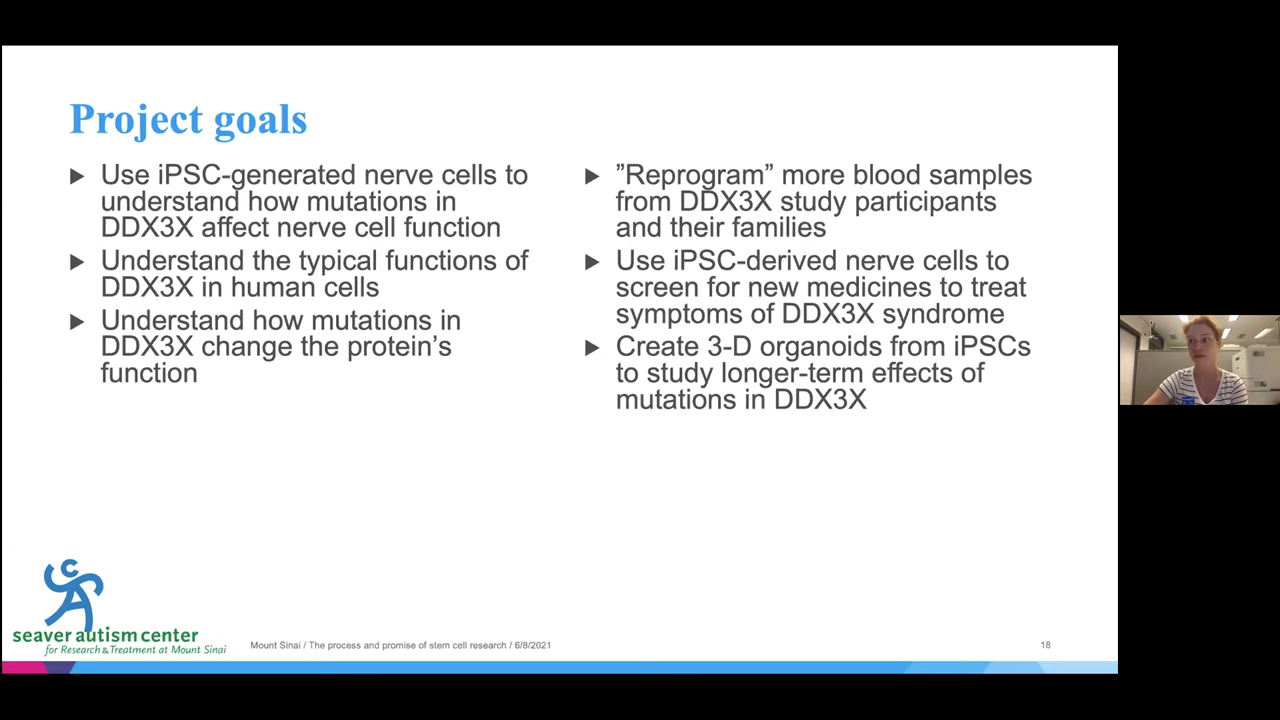 Project goals
Use iPSC-generated nerve cells to
understand how mutations in
DDX3X affect nerve cell function
Understand the typical functions of
DDX3X in human cells
Understand how mutations in
DDX3X change the protein’s
function
”Reprogram” more blood samples
from DDX3X study participants
and their families
Use iPSC-derived nerve cells to
screen for new medicines to treat
symptoms of DDX3X syndrome
Create 3-D organoids from iPSCs
to study longer-term effects of
mutations in DDX3X
seaver autism center
for Research & Treatment at Mount Sinai
Mount Sinai / The process and promise of stem cell research / 6/8/2021
18